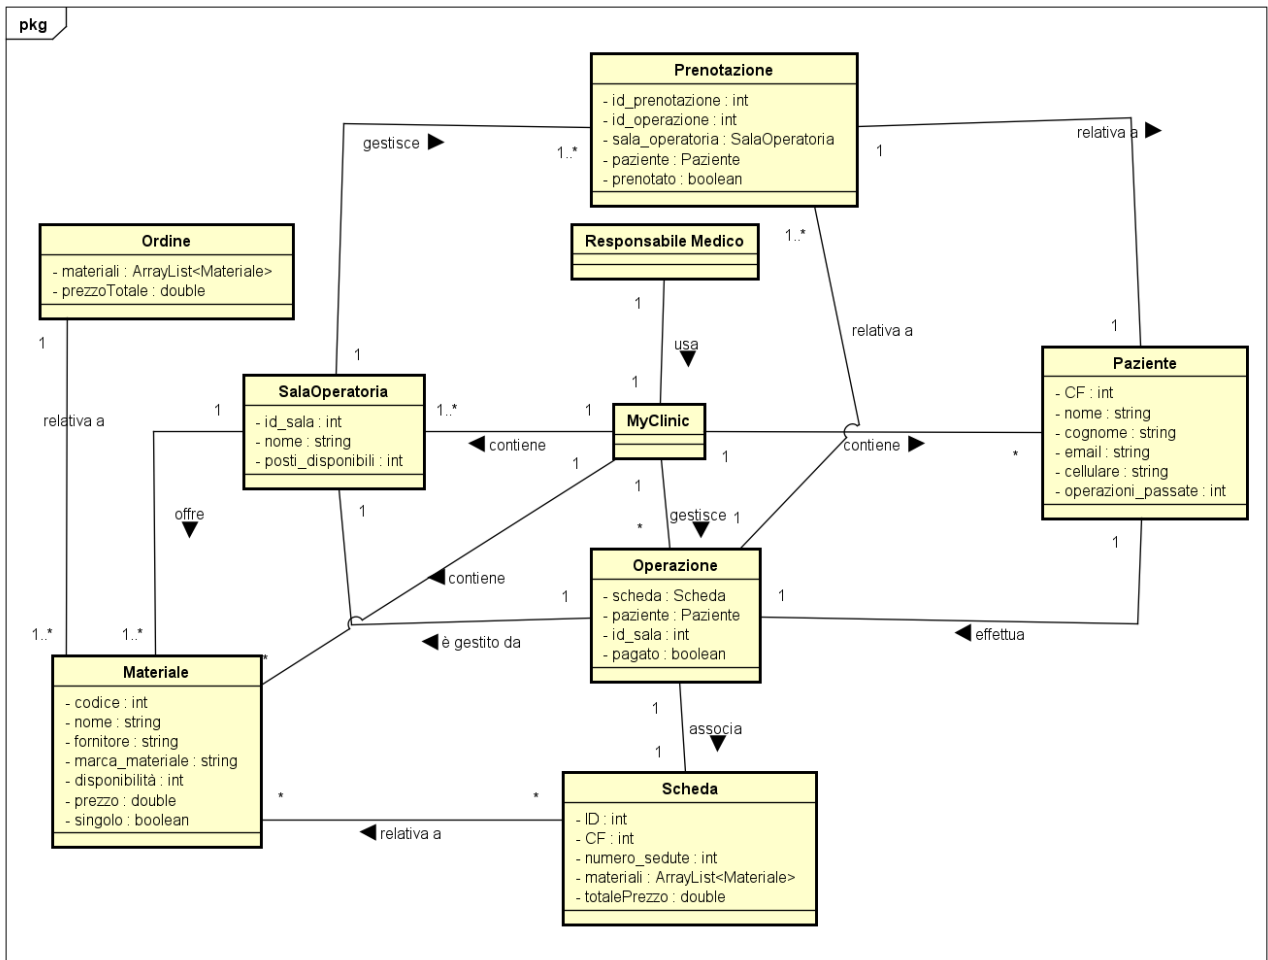 pkg
Prenotazione
- id_prenotazione : int
- id_operazione : int
- sala_operatoria : SalaOperatoria
- paziente : Paziente
- prenotato : boolean
gestisce
1..*
1
relativa a
Ordine
- materiali : ArrayList<Materiale>
- prezzoTotale : double
Responsabile Medico
1..*
1
1
usa
relativa a
1
1
1
Paziente
- CF : int
- nome : string
- cognome : string
- email : string
- cellulare : string
- operazioni_passate : int
relativa a
SalaOperatoria
- id_sala : int
- nome : string
- posti_disponibili : int
1
1..*
1
contiene
MyClinic
1
1
1
contiene
*
offre
1
*
gestisce
1
1
contiene
Operazione
- scheda : Scheda
- paziente : Paziente
- id_sala : int
- pagato : boolean
1
1
è gestito da
effettua
1..*
1..*
*
Materiale
- codice : int
- nome : string
- fornitore : string
- marca_materiale : string
- disponibilità : int
- prezzo : double
- singolo : boolean
1
associa
1
*
*
relativa a
Scheda
- ID : int
- CF : int
- numero_sedute : int
- materiali : ArrayList<Materiale>
- totalePrezzo : double